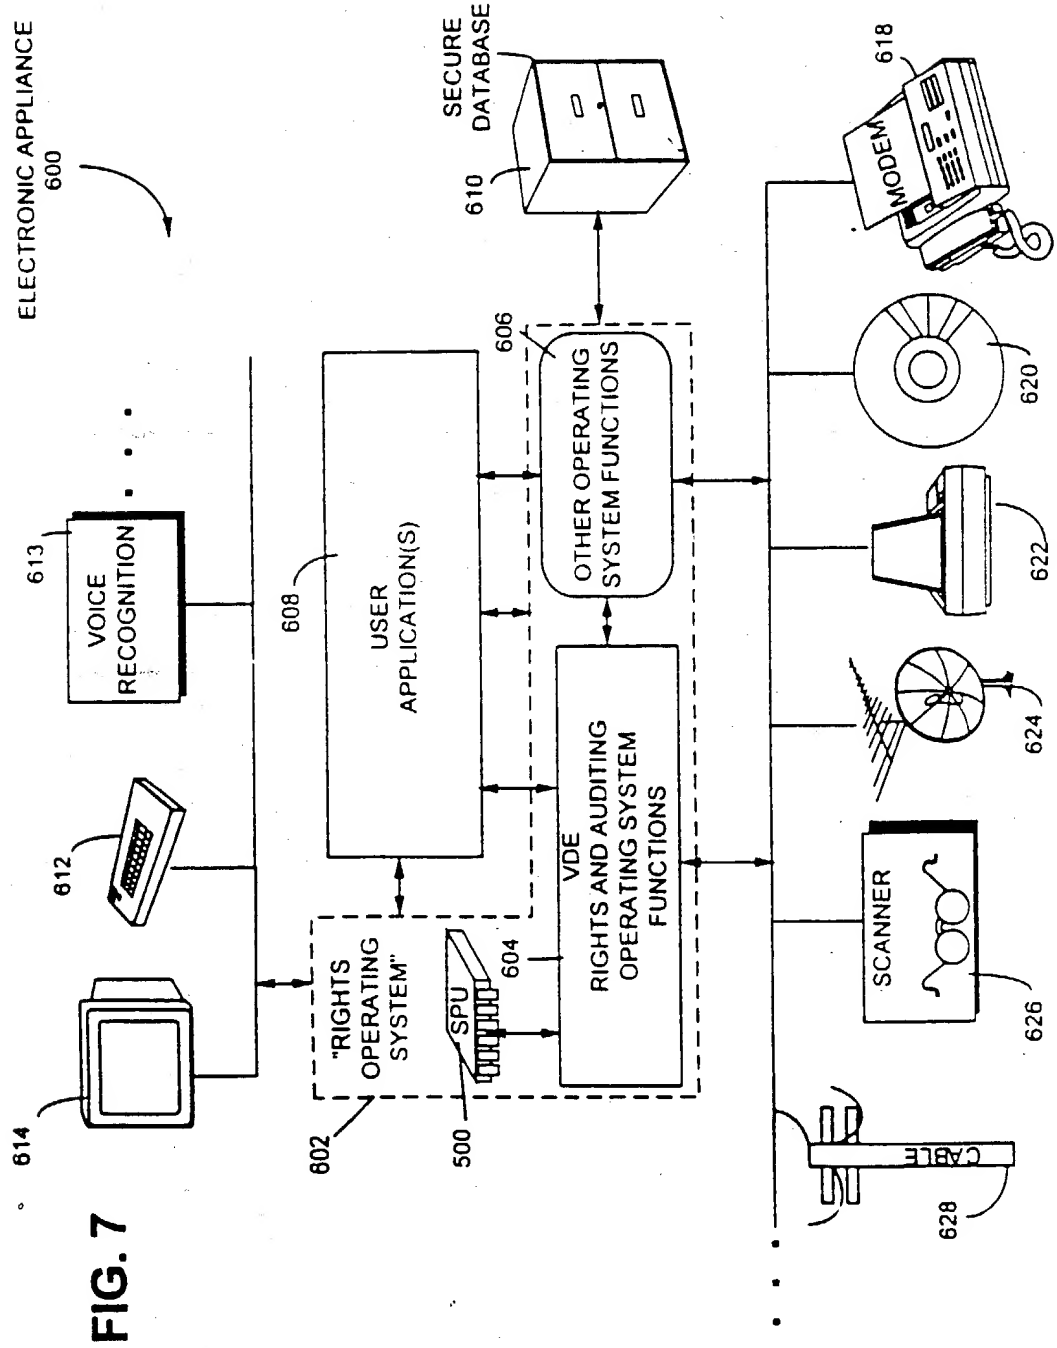 FIG. 7
ELECTRONIC APPLIANCE
600
614
612
613
VOICE
RECOGNITION
602
"RIGHTS
OPERATING
SYSTEM"
608
USER
APPLICATION(S)
500
SPU
604
VDE
RIGHTS AND AUDITING
OPERATING SYSTEM
FUNCTIONS
606
OTHER OPERATING
SYSTEM FUNCTIONS
610
SECURE
DATABASE
628
CABLE
626
SCANNER
624
622
620
618
MODEM